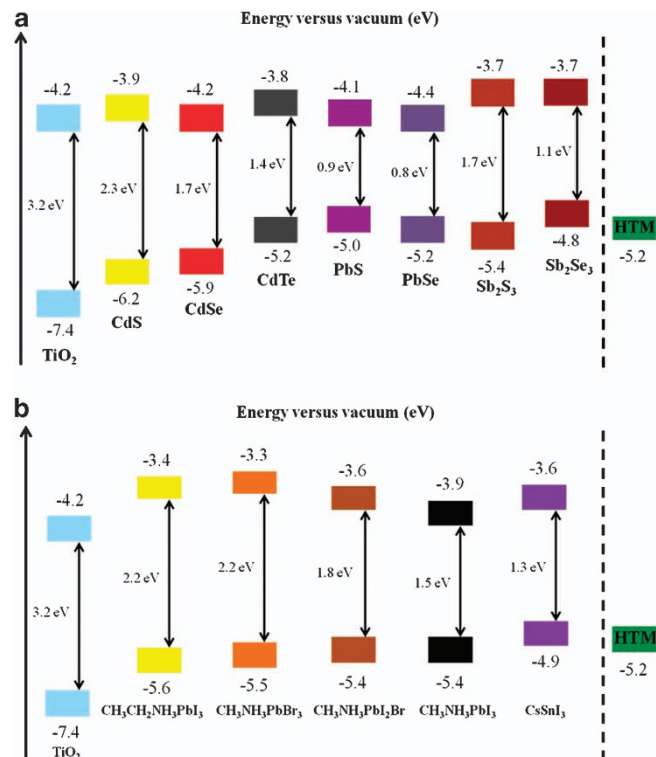 a
Energy versus vacuum (eV)
-4.2 -3.9 -4.2 -3.8 -4.1 -4.4 -3.7 -3.7
3.2 eV 2.3 eV 1.7 eV 1.4 eV 0.9 eV 0.8 eV 1.7 eV 1.1 eV
-7.4 -6.2 -5.9 -5.2 -5.0 -5.2 -5.4 -4.8 HTM -5.2
TiO₂ CdS CdSe CdTe PbS PbSe Sb₂S₃ Sb₂Se₃
b
Energy versus vacuum (eV)
-4.2 -3.4 -3.3 -3.6 -3.9 -3.6
3.2 eV 2.2 eV 2.2 eV 1.8 eV 1.5 eV 1.3 eV
-7.4 -5.6 -5.5 -5.4 -5.4 -4.9 HTM -5.2
TiO₂ CH₃CH₂NH₃PbI₃ CH₃NH₃PbBr₃ CH₃NH₃PbI₂Br CH₃NH₃PbI₃ CsSnI₃